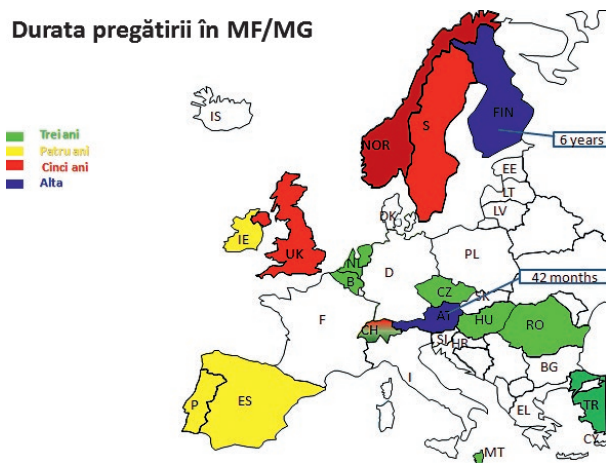 Durata pregătirii în MF/MG
IS
Trei ani
Patru ani
Cinci ani
Alta
NOR
S
FIN
6 years
EE
LT
LV
DK
IE
UK
NL
B
D
PL
42 months
CZ
SK
F
CH
AT
HU
RO
SI
HR
I
BG
P
ES
EL
TR
CY
MT